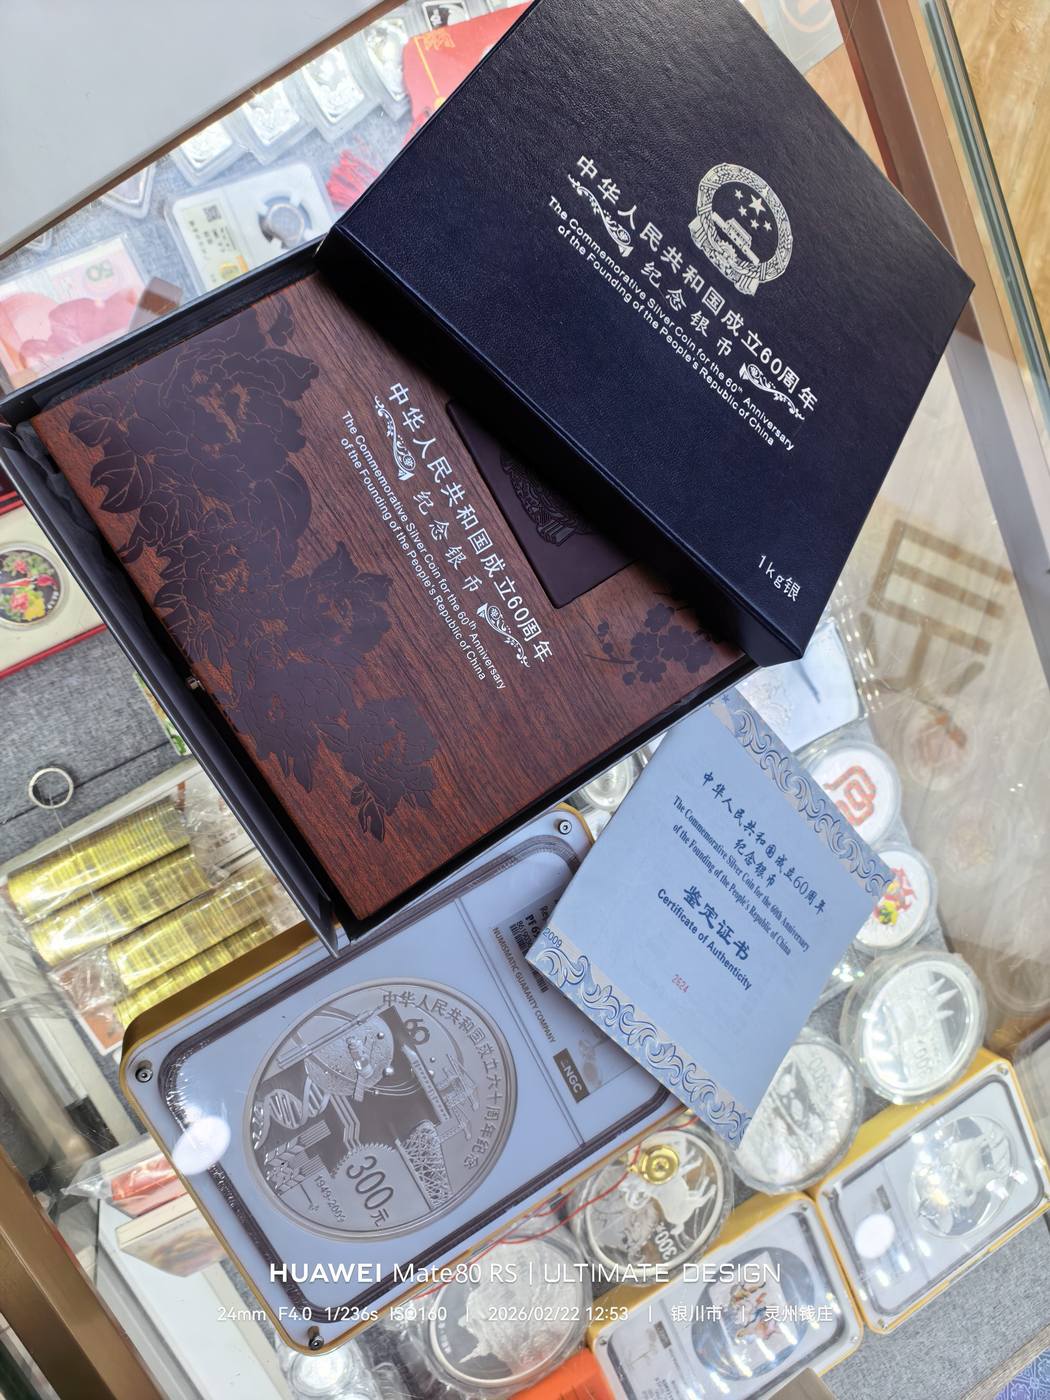 中华人民共和国成立60周年
纪念银币
The Commemorative Silver Coin for the 60th Anniversary
of the Founding of the People's Republic of China
1kg银
中华人民共和国成立60周年
纪念银币
The Commemorative Silver Coin for the 60th Anniversary
of the Founding of the People's Republic of China
中华人民共和国成立60周年
纪念银币
The Commemorative Silver Coin for the 60th Anniversary
of the Founding of the People's Republic of China
鉴定证书
Certificate of Authenticity
2009
2624
NUMISMATIC GUARANTY COMPANY
NGC
中华人民共和国成立六十周年纪念
60
300元
1949-2009
300元
HUAWEI Mate80 RS | ULTIMATE DESIGN
24mm F4.0 1/236s ISO160 | 2026/02/22 12:53 | 银川市 | 灵州钱庄